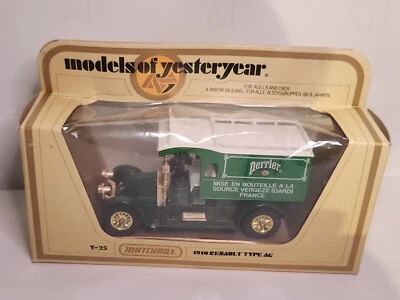 models of yesteryear®
FOR AGES 8 AND OVER
A PARTIR DE 8 ANS. FÜR ALLE ALTERSGRUPPEN AB 8 JAHREN
Perrier
MISE EN BOUTEILLE A LA
SOURCE VERGEZE (GARD)
FRANCE
Y-25
MATCHBOX
1910 RENAULT TYPE AG